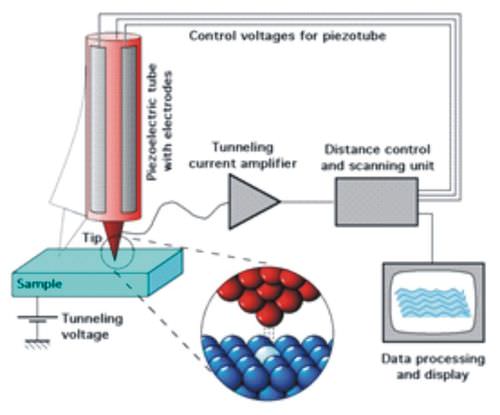 Control voltages for piezotube
Piezoelectric tube
with electrodes
Tunneling
current amplifier
Distance control
and scanning unit
Tip
Sample
Tunneling
voltage
Data processing
and display